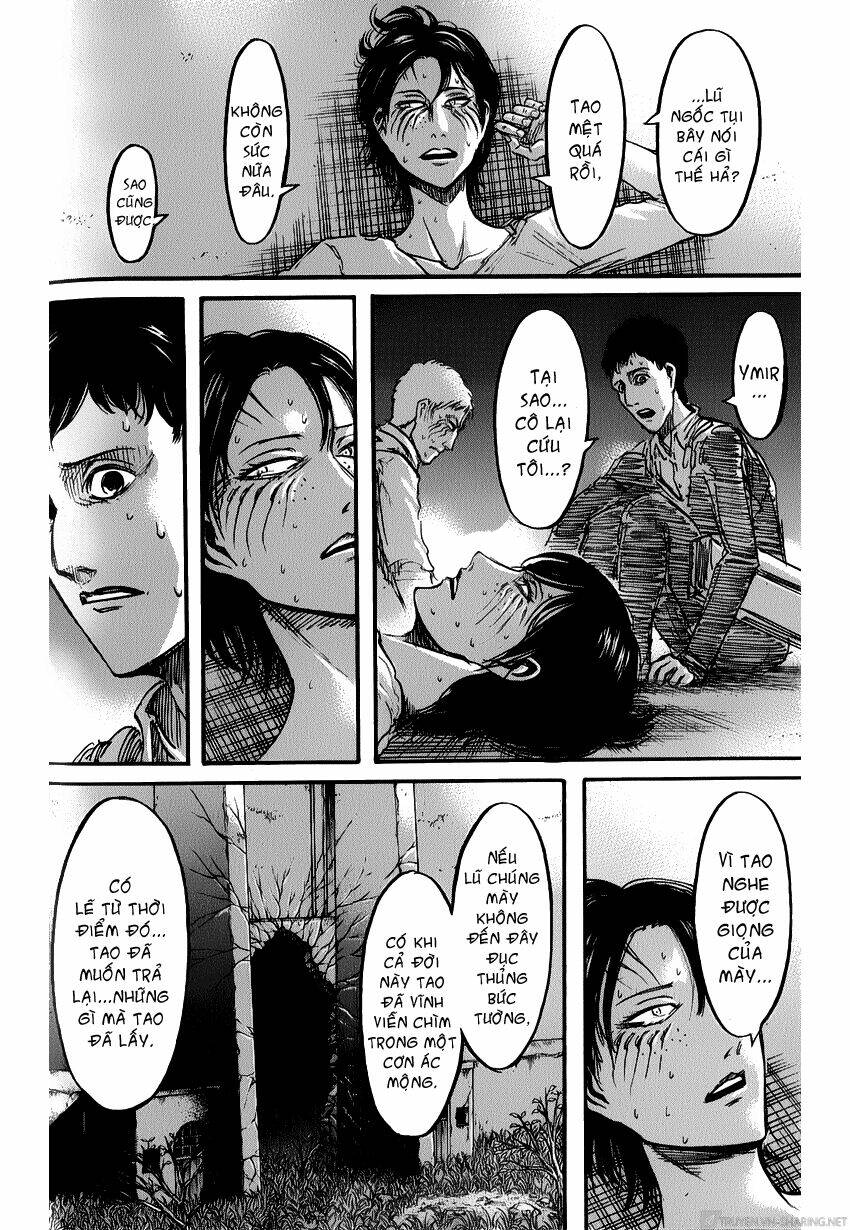 ...LŨ
NGỐC TỤI
BÂY NÓI
CÁI GÌ
THẾ HẢ?
TAO
MỆT
QUÁ
RỒI,
KHÔNG
CÒN
SỨC
NỮA
ĐÂU.
SAO
CŨNG
ĐƯỢC
YMIR
...
TẠI
SAO...
CÔ LẠI
CỨU
TÔI...?
VÌ TAO
NGHE
ĐƯỢC
GIỌNG
CỦA
MÀY...
NẾU
LŨ CHÚNG
MÀY
KHÔNG
ĐẾN ĐÂY
ĐỤC
THỦNG
BỨC
TƯỜNG,
CÓ KHI
CẢ ĐỜI
NÀY TAO
ĐÃ VĨNH
VIỄN CHÌM
TRONG MỘT
CƠN ÁC
MỘNG.
CÓ
LẼ TỪ THỜI
ĐIỂM ĐÓ...
TAO ĐÃ
MUỐN TRẢ
LẠI...NHỮNG
GÌ MÀ TAO
ĐÃ LẤY.
TRUYEN.VN-SHARING.NET